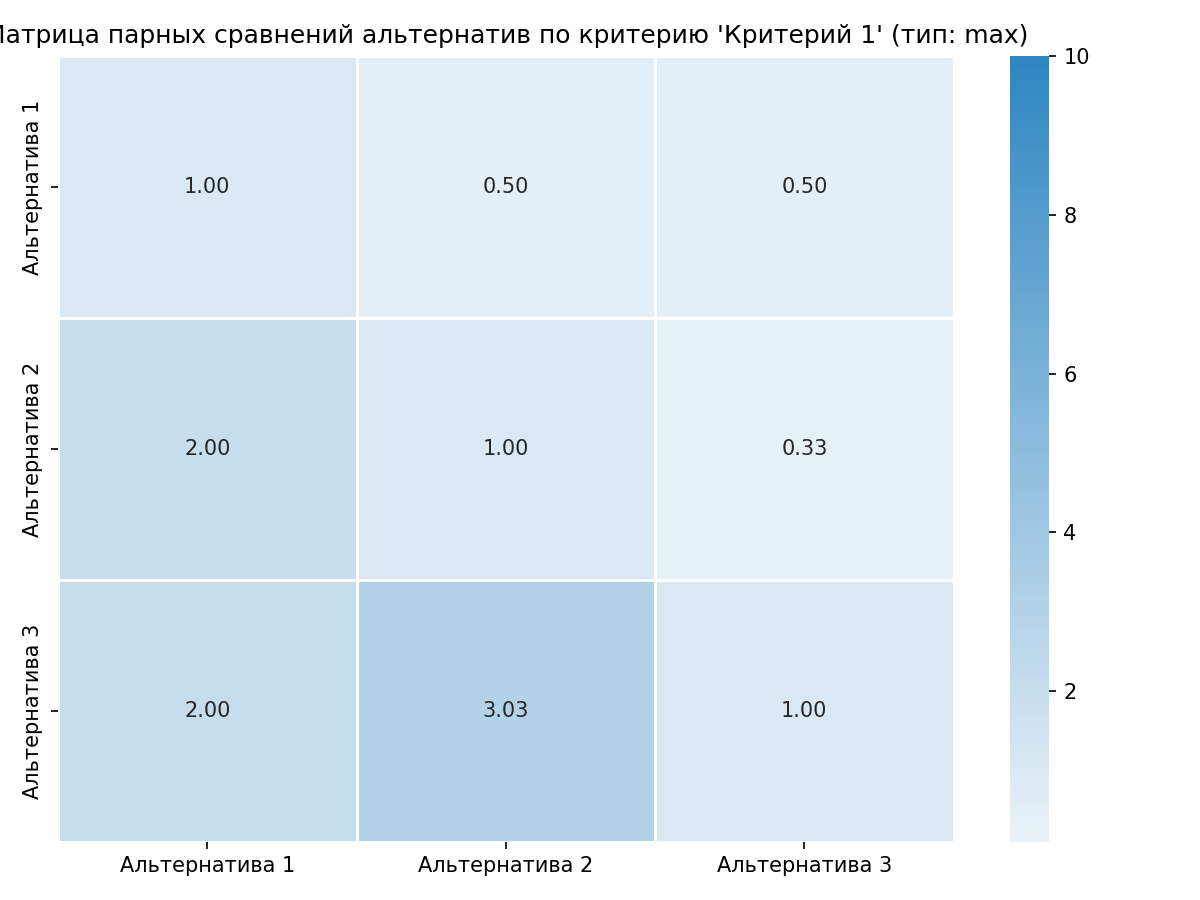 Матрица парных сравнений альтернатив по критерию 'Критерий 1' (тип: max)
Альтернатива 1
1.00 0.50 0.50
Альтернатива 2
2.00 1.00 0.33
Альтернатива 3
2.00 3.03 1.00
Альтернатива 1 Альтернатива 2 Альтернатива 3
10
8
6
4
2